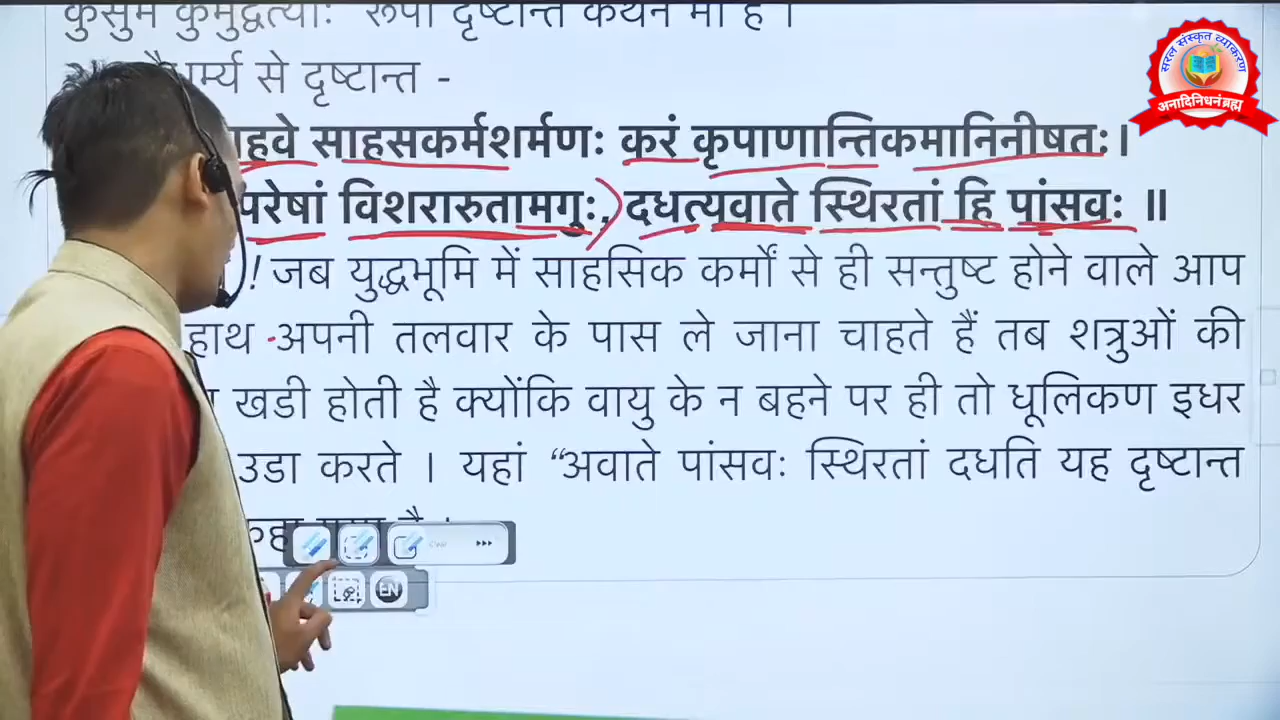 कुसुम कुमुद्वत्याः रूपी दृष्टान्त कथन भी है ।
से दृष्टान्त -
साहसकर्मशर्मणः करं कृपाणान्तिकमानिनीषतः।
परेषां विशरारुतामगुः, दधत्यवाते स्थिरतां हि पांसवः ॥
! जब युद्धभूमि में साहसिक कर्मों से ही सन्तुष्ट होने वाले आप
हाथ अपनी तलवार के पास ले जाना चाहते हैं तब शत्रुओं की
खडी होती है क्योंकि वायु के न बहने पर ही तो धूलिकण इधर
उडा करते । यहां “अवाते पांसवः स्थिरतां दधति यह दृष्टान्त
EN
सरल संस्कृत व्याकरण
अनादिनिधनंब्रह्म